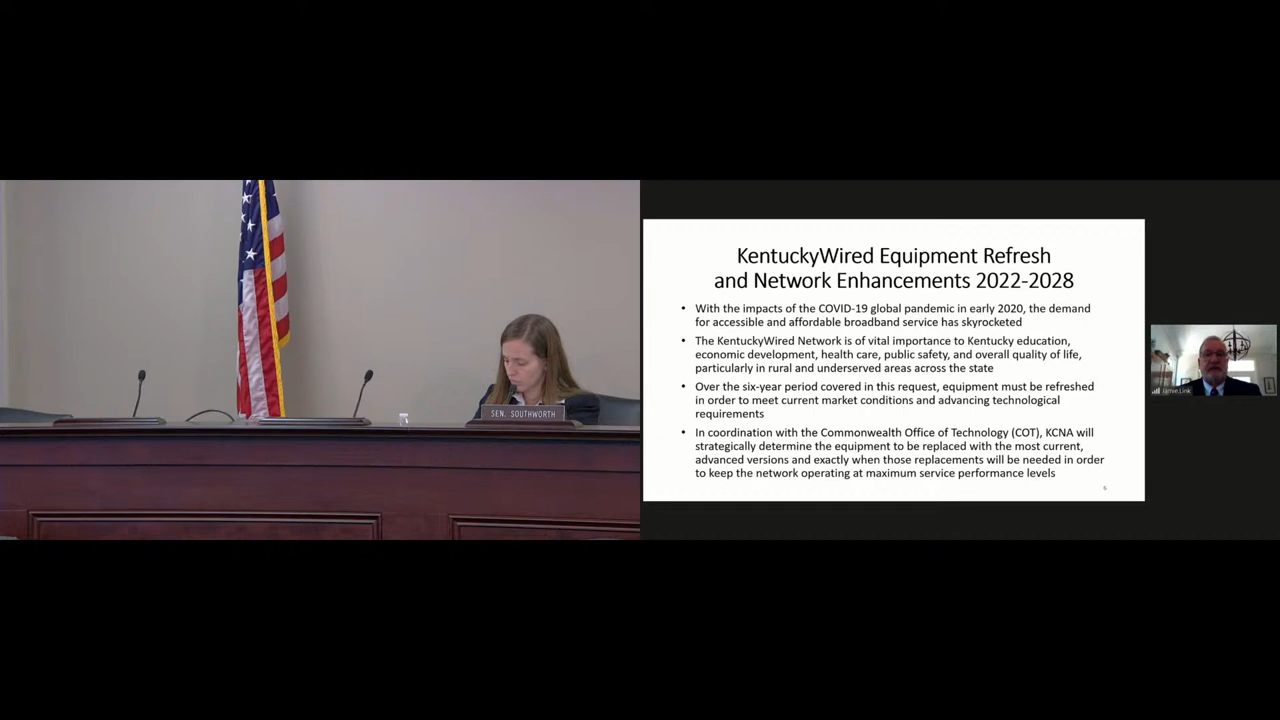 SEN. SOUTHWORTH
KentuckyWired Equipment Refresh
and Network Enhancements 2022-2028
• With the impacts of the COVID-19 global pandemic in early 2020, the demand
for accessible and affordable broadband service has skyrocketed
• The KentuckyWired Network is of vital importance to Kentucky education,
economic development, health care, public safety, and overall quality of life,
particularly in rural and underserved areas across the state
• Over the six-year period covered in this request, equipment must be refreshed
in order to meet current market conditions and advancing technological
requirements
• In coordination with the Commonwealth Office of Technology (COT), KCNA will
strategically determine the equipment to be replaced with the most current,
advanced versions and exactly when those replacements will be needed in order
to keep the network operating at maximum service performance levels
6
Jamie.Link